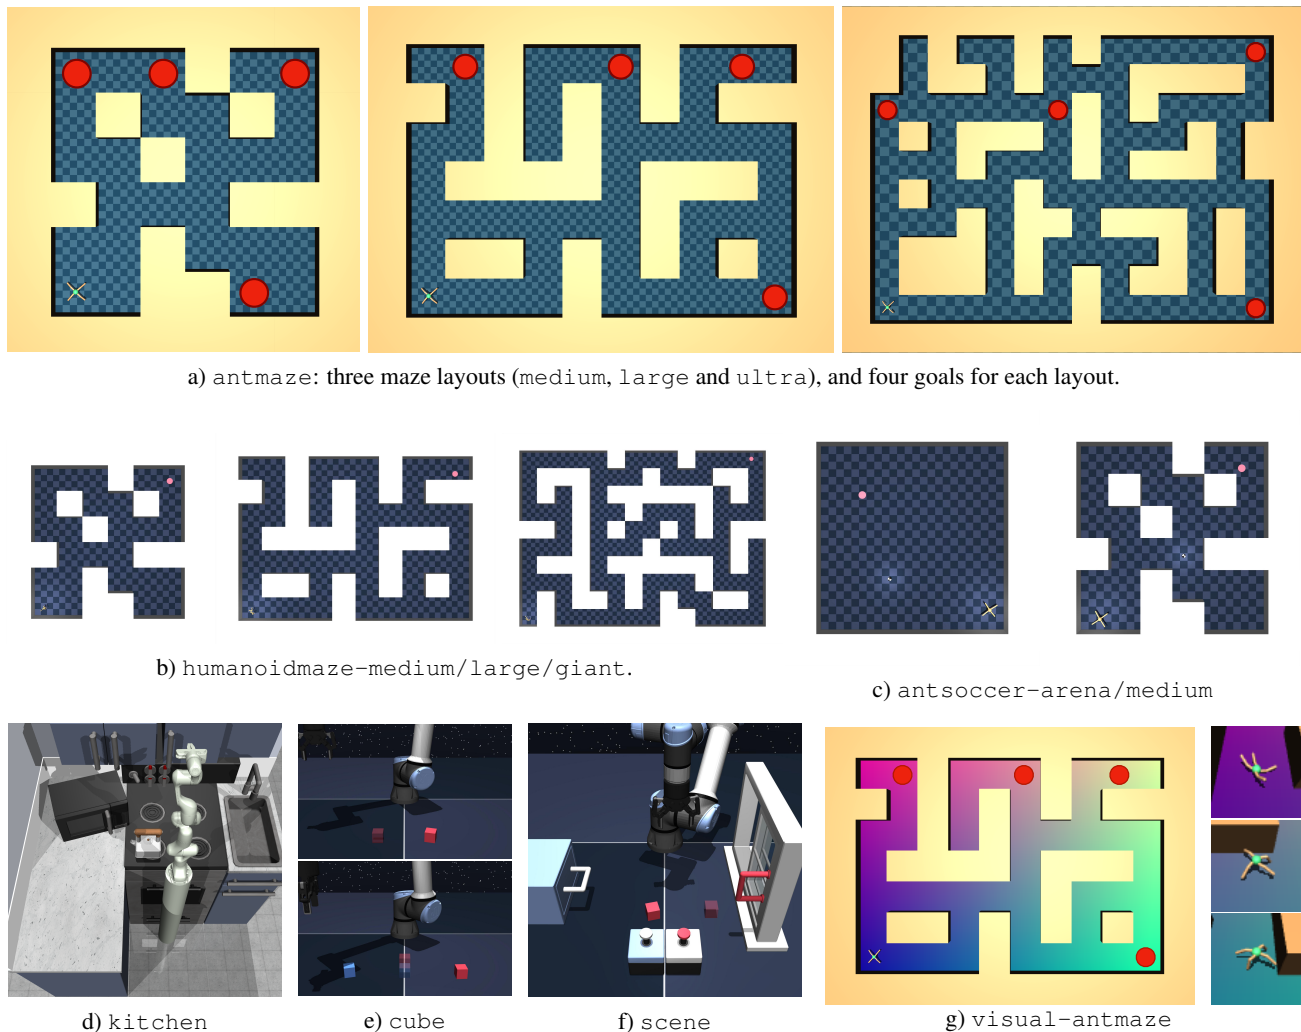 a) antmaze: three maze layouts (medium, large and ultra), and four goals for each layout.
b) humanoidmaze-medium/large/giant.
c) antsoccer-arena/medium
d) kitchen
e) cube
f) scene
g) visual-antmaze